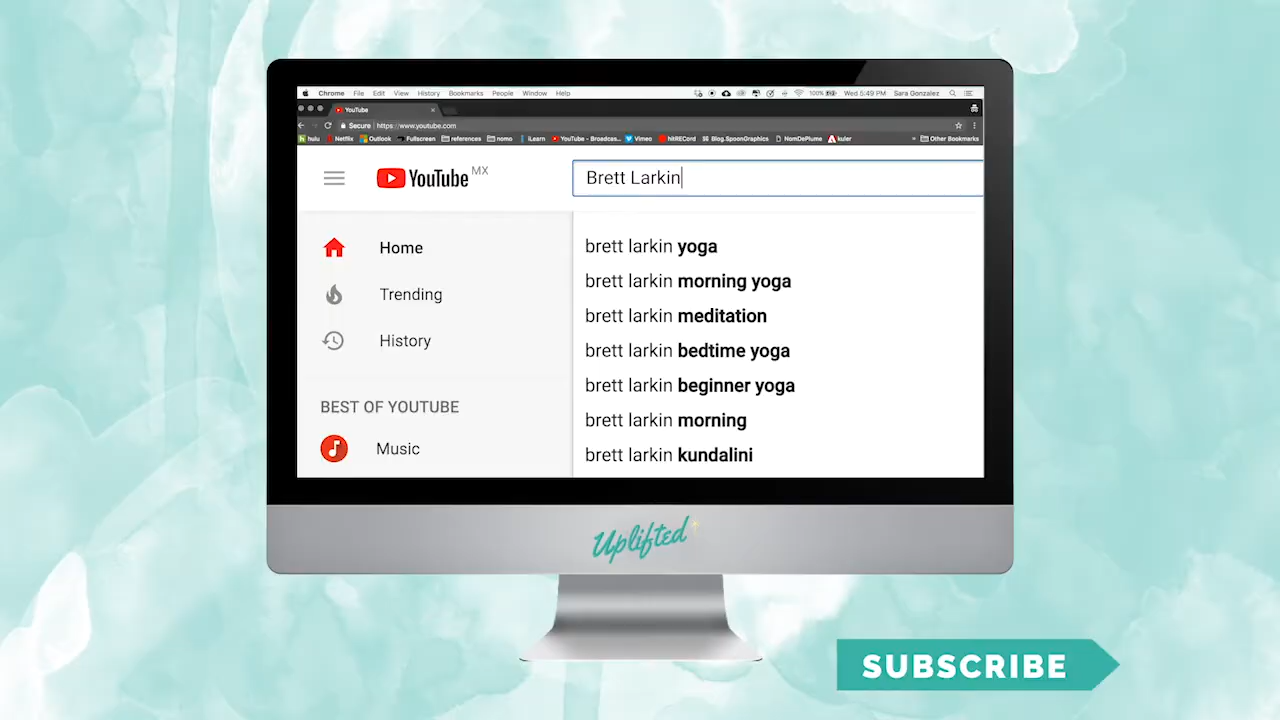 Chrome File Edit View History Bookmarks People Window Help 100% Wed 5:49 PM Sara Gonzalez
YouTube
Secure https://www.youtube.com
hulu Netflix Outlook Fullscreen references nomo iLearn YouTube - Broadcas... Vimeo hitRECord Blog.SpoonGraphics NomDePlume kuler » Other Bookmarks
YouTube MX
Brett Larkin
Home
Trending
History
BEST OF YOUTUBE
Music
brett larkin yoga
brett larkin morning yoga
brett larkin meditation
brett larkin bedtime yoga
brett larkin beginner yoga
brett larkin morning
brett larkin kundalini
Uplifted
SUBSCRIBE